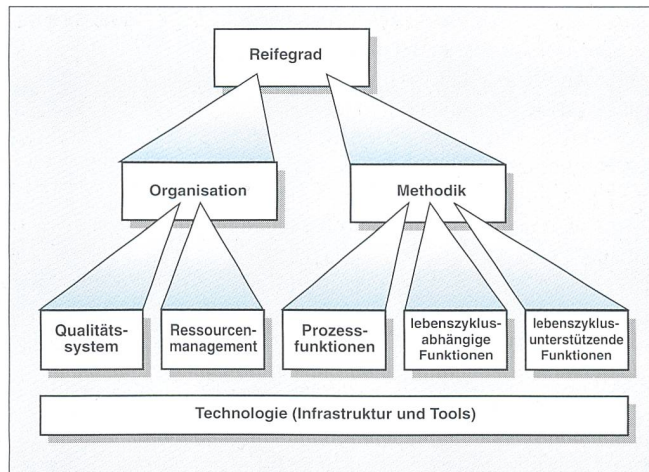 Reifegrad
Organisation
Methodik
Qualitäts-
system
Ressourcen-
management
Prozess-
funktionen
lebenszyklus-
abhängige
Funktionen
lebenszyklus-
unterstützende
Funktionen
Technologie (Infrastruktur und Tools)